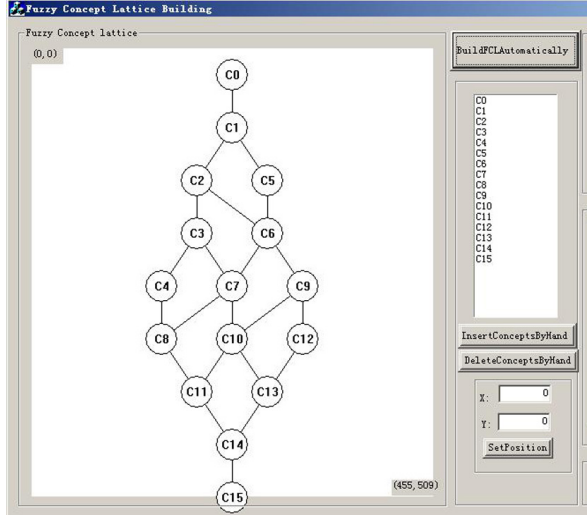 Fuzzy Concept Lattice Building
Fuzzy Concept lattice
(0,0)
C0
C1
C2
C5
C3
C6
C4
C7
C9
C8
C10
C12
C11
C13
C14
C15
(455,509)
BuildFCLAutomatically
C0
C1
C2
C3
C4
C5
C6
C7
C8
C9
C10
C11
C12
C13
C14
C15
InsertConceptsByHand
DeleteConceptsByHand
X: 0
Y: 0
SetPosition